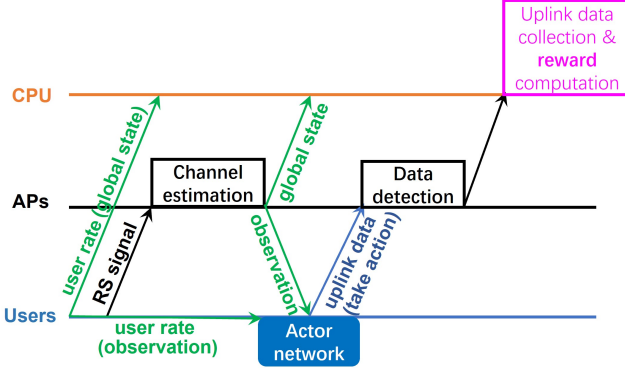 Uplink data
collection &
reward
computation
CPU
user rate (global state)
RS signal
Channel
estimation
global state
Data
detection
APs
observation
uplink data
(take action)
Users
user rate
(observation)
Actor
network